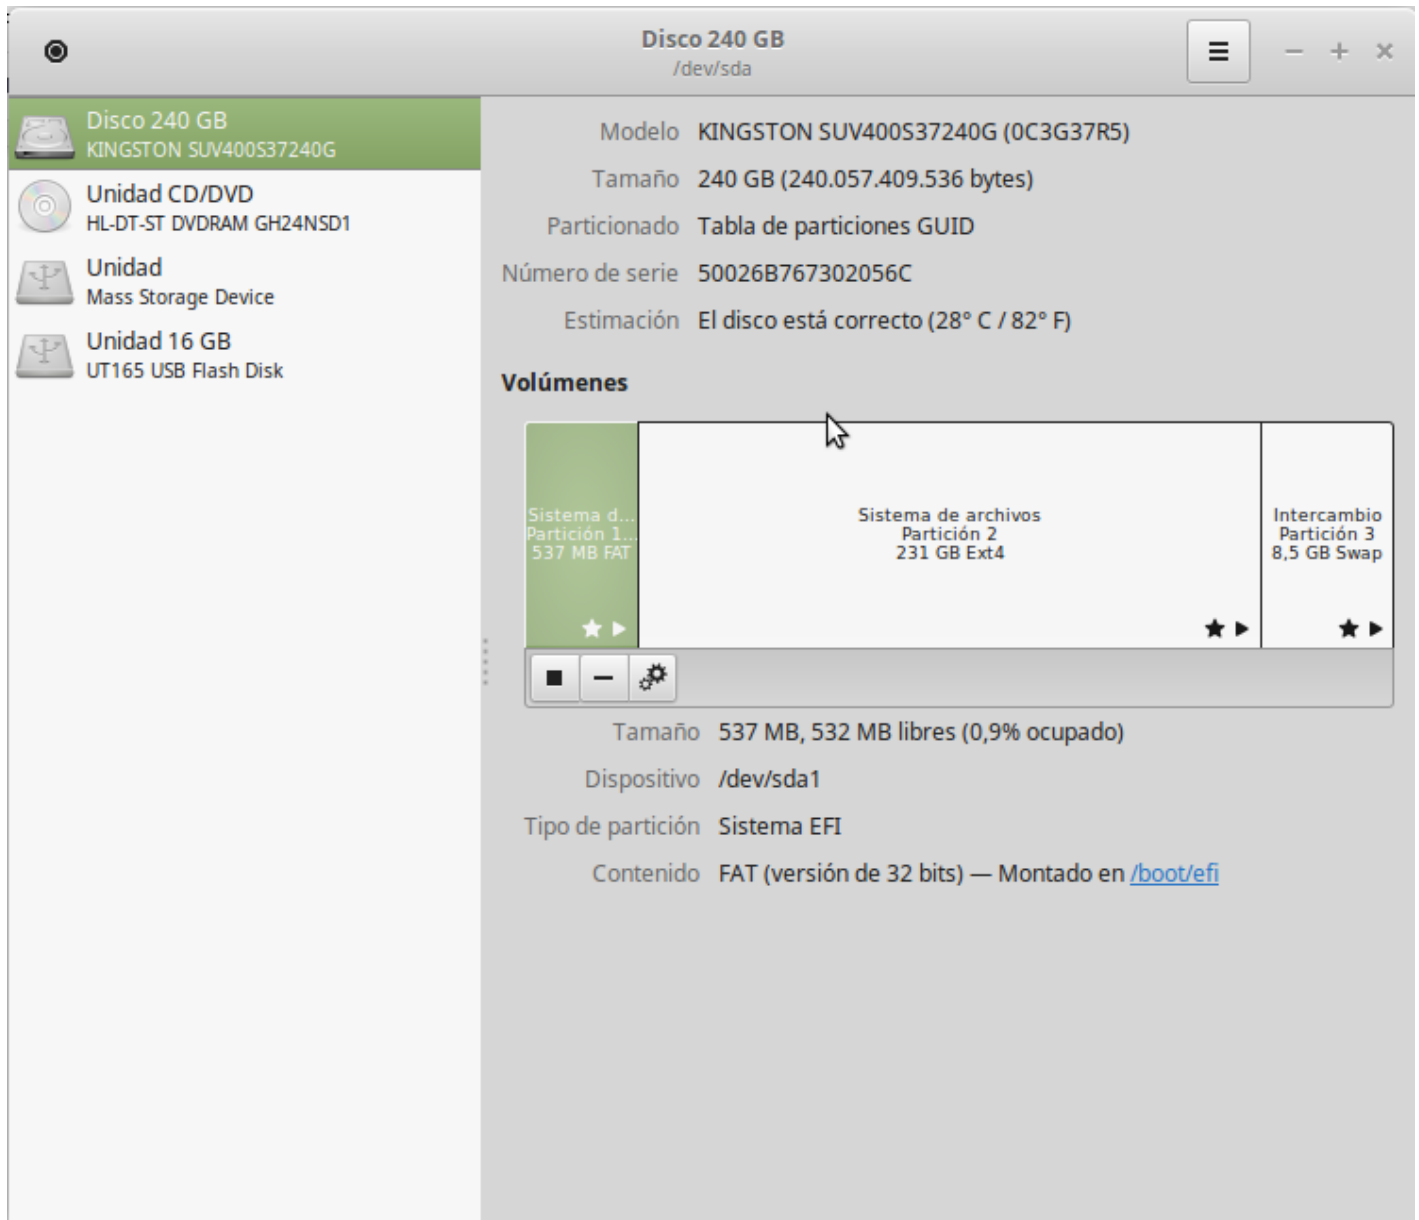 Disco 240 GB
/dev/sda
Disco 240 GB
KINGSTON SUV400S37240G
Unidad CD/DVD
HL-DT-ST DVDRAM GH24NSD1
Unidad
Mass Storage Device
Unidad 16 GB
UT165 USB Flash Disk
Modelo KINGSTON SUV400S37240G (0C3G37R5)
Tamaño 240 GB (240.057.409.536 bytes)
Particionado Tabla de particiones GUID
Número de serie 50026B767302056C
Estimación El disco está correcto (28° C / 82° F)
Volúmenes
Sistema d...
Partición 1...
537 MB FAT
Sistema de archivos
Partición 2
231 GB Ext4
Intercambio
Partición 3
8,5 GB Swap
Tamaño 537 MB, 532 MB libres (0,9% ocupado)
Dispositivo /dev/sda1
Tipo de partición Sistema EFI
Contenido FAT (versión de 32 bits) — Montado en /boot/efi